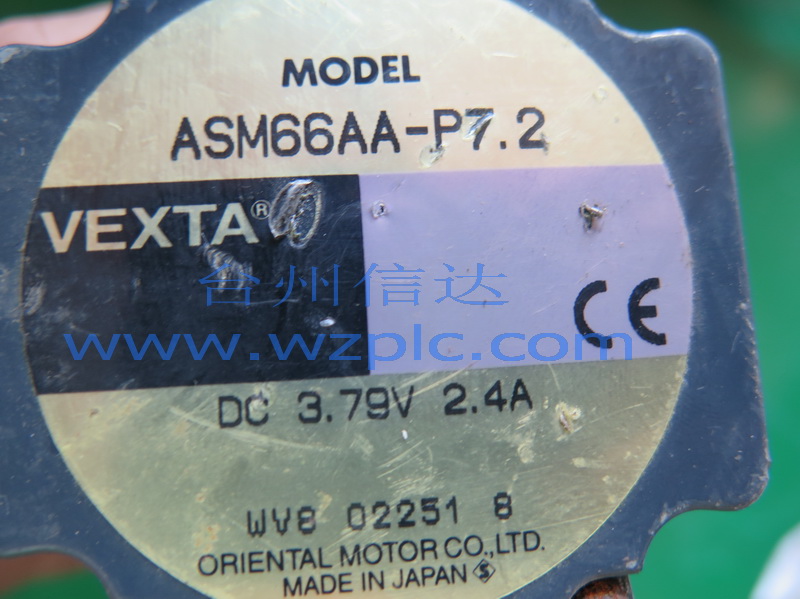 MODEL
ASM66AA-P7.2
VEXTA®
台州信达
CE
www.wzplc.com
DC 3.79V 2.4A
WV8 02251 8
ORIENTAL MOTOR CO.,LTD.
MADE IN JAPAN S